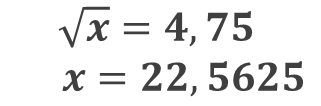 √x = 4,75
x = 22,5625